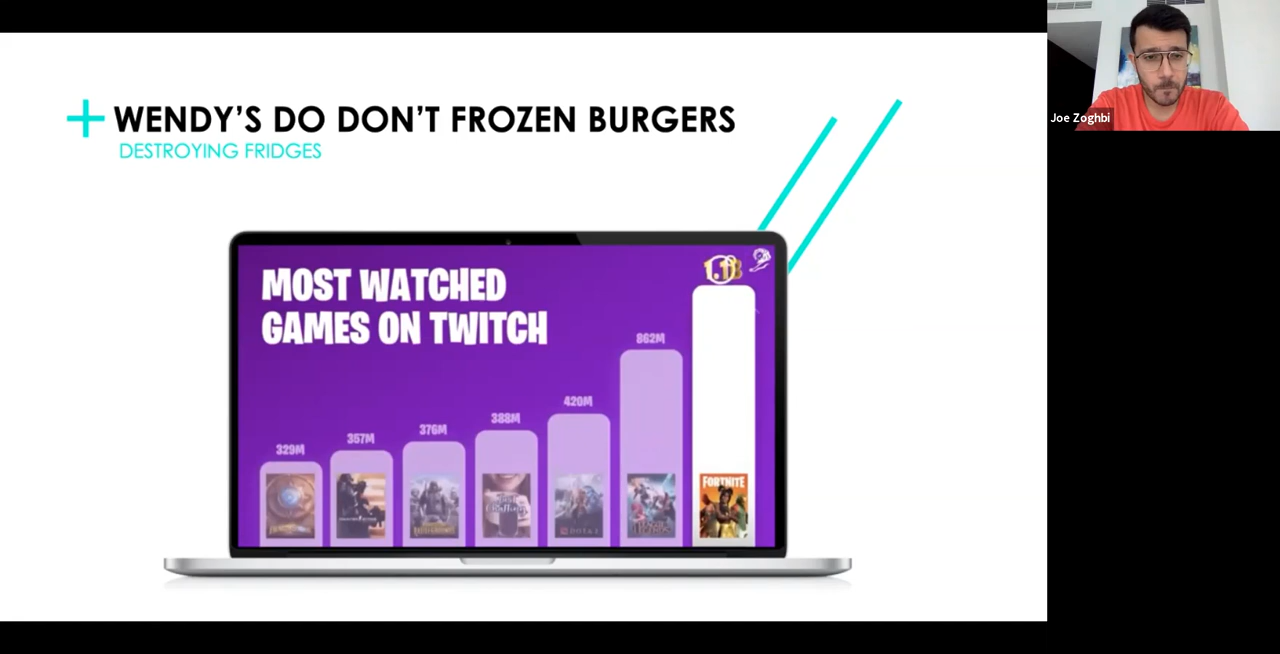 WENDY'S DO DON'T FROZEN BURGERS
DESTROYING FRIDGES
MOST WATCHED
GAMES ON TWITCH
329M
357M
376M
388M
420M
862M
FORTNITE
Joe Zoghbi